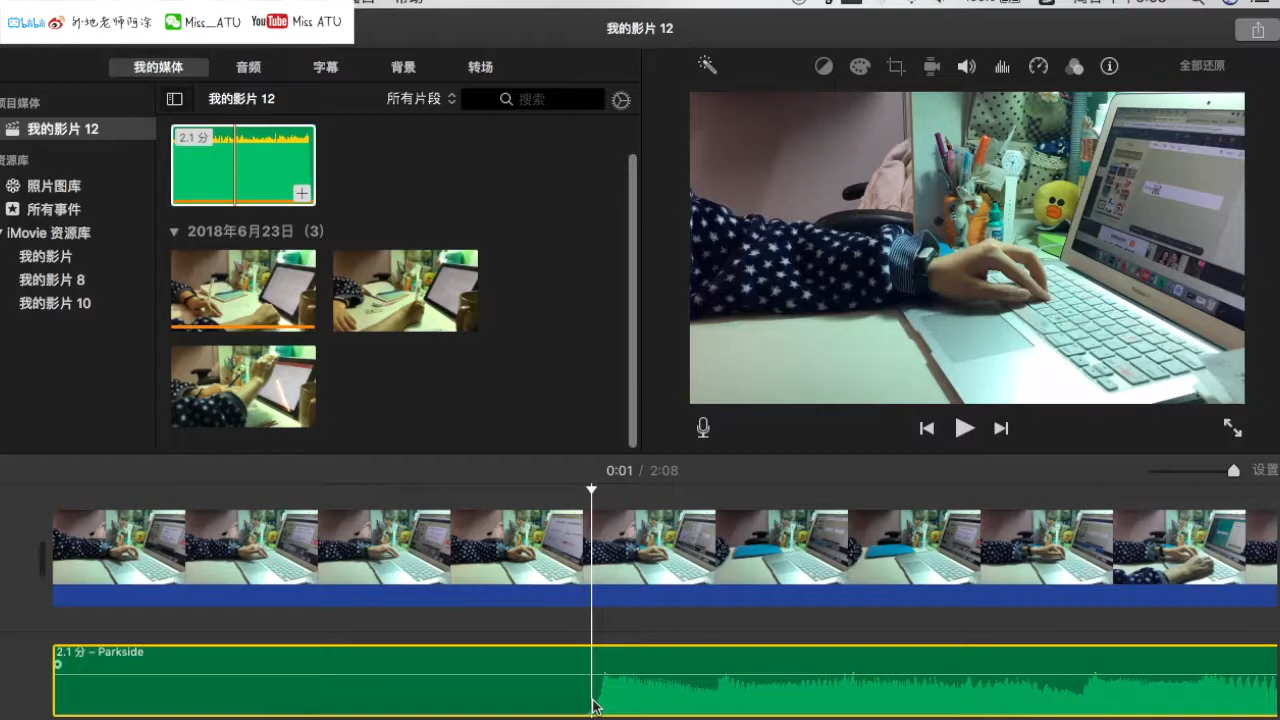 bilibili 外地老师阿涂 Miss_ATU YouTube Miss ATU
我的影片 12
我的媒体 音频 字幕 背景 转场
全部还原
项目媒体
我的影片 12
资源库
照片图库
所有事件
iMovie 资源库
我的影片
我的影片 8
我的影片 10
我的影片 12 所有片段 搜索
2.1 分
2018年6月23日 (3)
0:01 / 2:08
设置
2.1 分 – Parkside